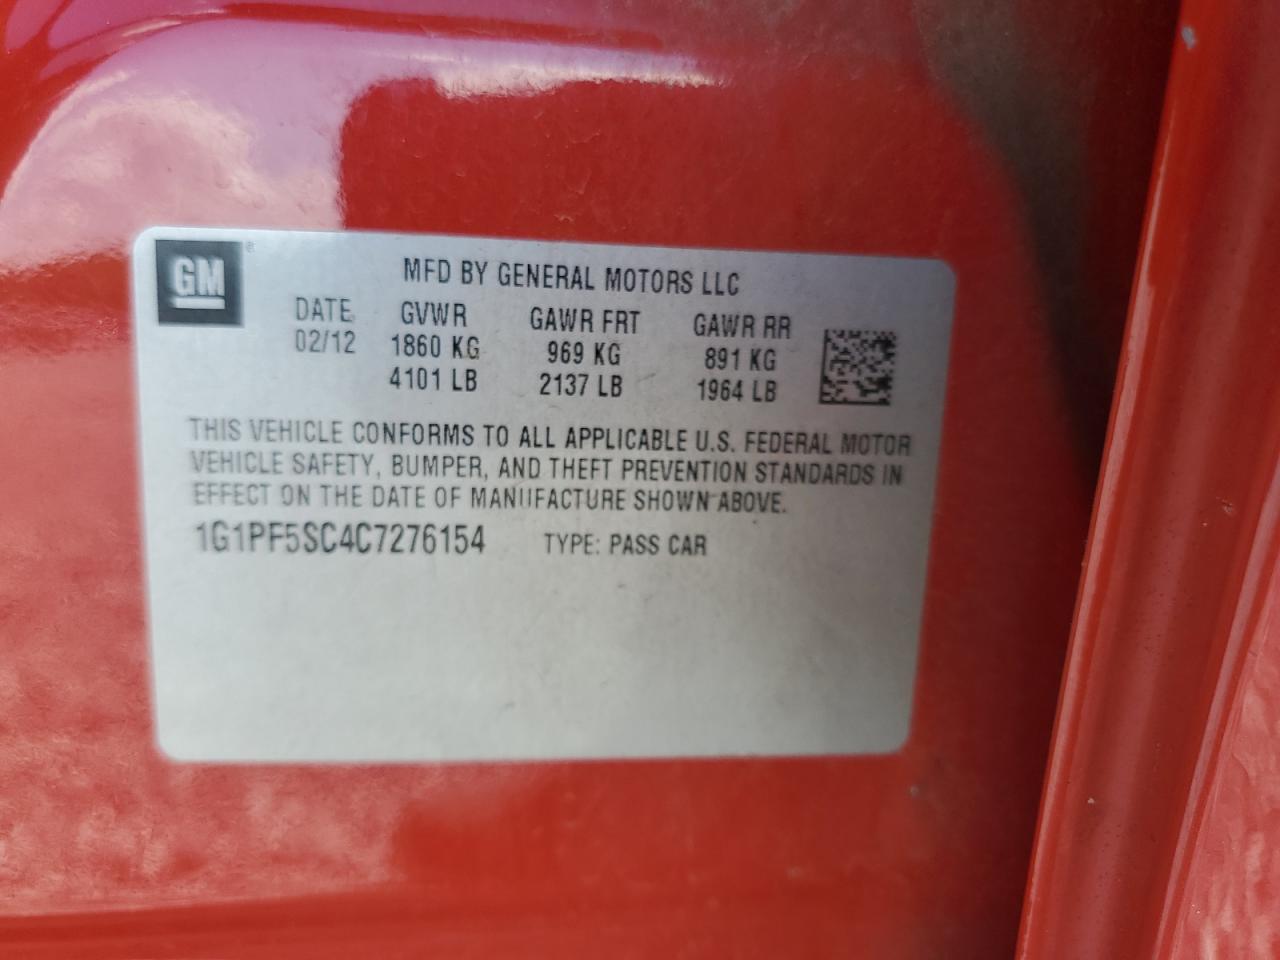 GM ®
MFD BY GENERAL MOTORS LLC
DATE GVWR GAWR FRT GAWR RR
02/12 1860 KG 969 KG 891 KG
4101 LB 2137 LB 1964 LB
THIS VEHICLE CONFORMS TO ALL APPLICABLE U.S. FEDERAL MOTOR
VEHICLE SAFETY, BUMPER, AND THEFT PREVENTION STANDARDS IN
EFFECT ON THE DATE OF MANUFACTURE SHOWN ABOVE.
1G1PF5SC4C7276154 TYPE: PASS CAR